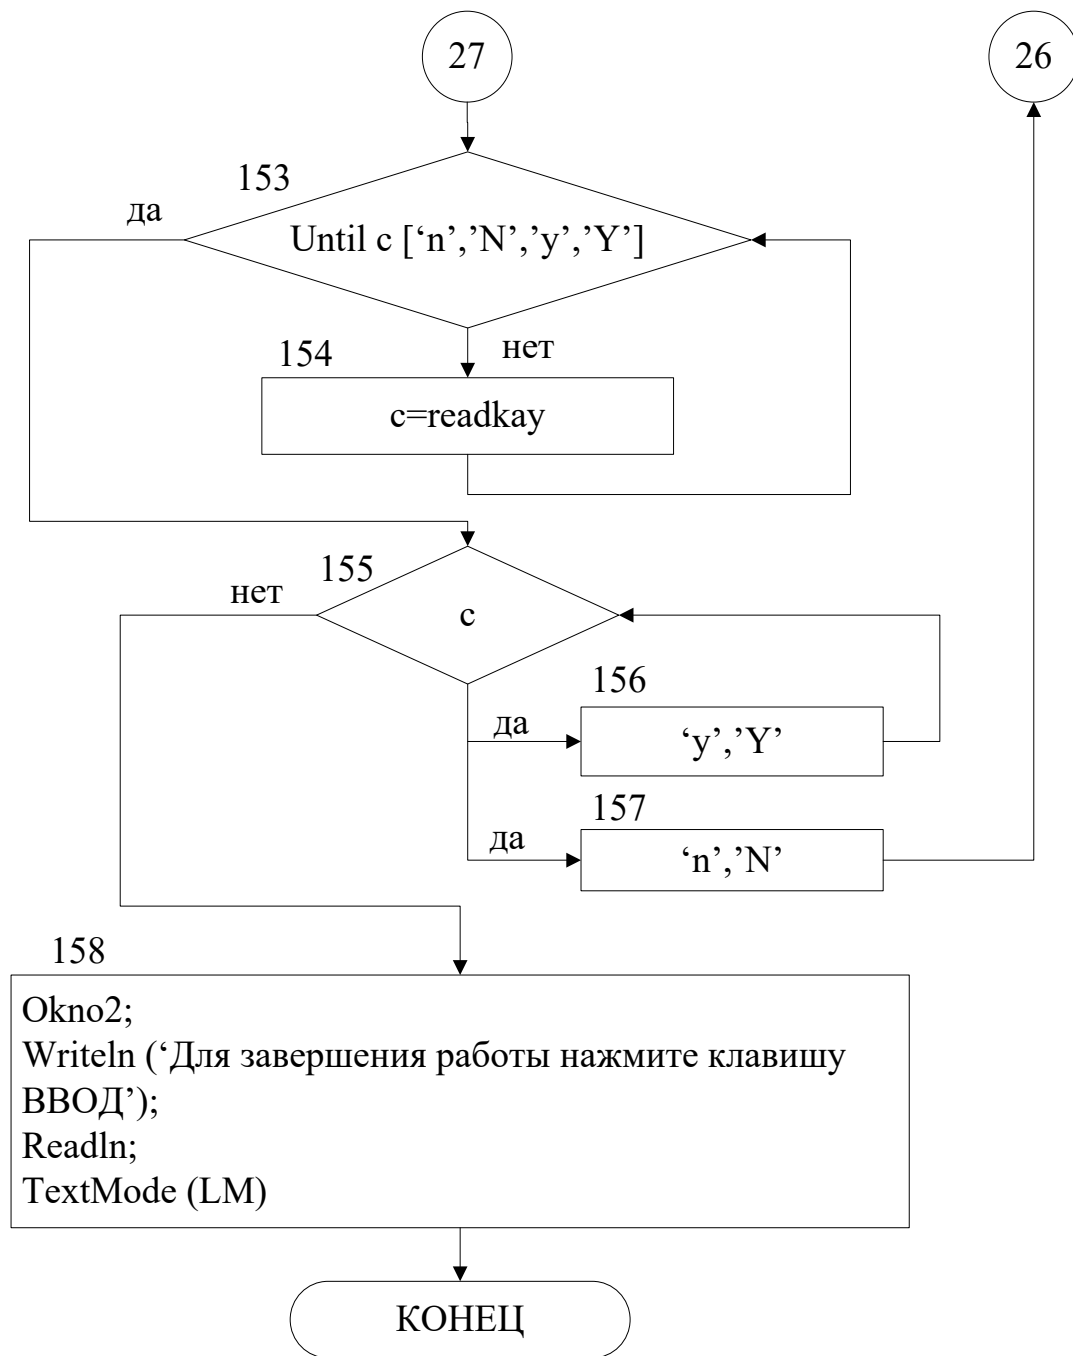 27
26
153
да
Until c [‘n’,’N’,’y’,’Y’]
нет
154
c=readkay
155
нет
c
156
да
‘y’,’Y’
157
да
‘n’,’N’
158
Okno2;
Writeln (‘Для завершения работы нажмите клавишу
ВВОД’);
Readln;
TextMode (LM)
КОНЕЦ